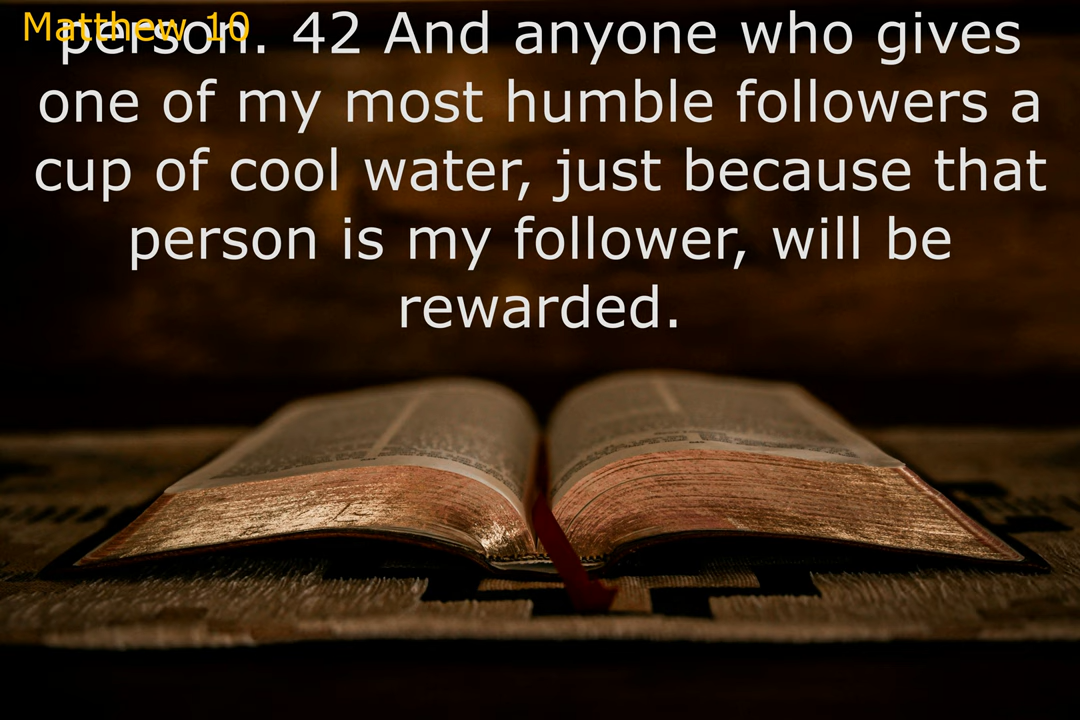 Matthew 10
person. 42 And anyone who gives
one of my most humble followers a
cup of cool water, just because that
person is my follower, will be
rewarded.